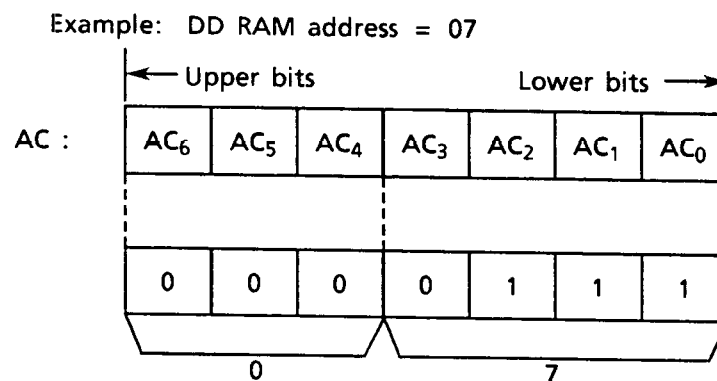 Example: DD RAM address = 07
Upper bits Lower bits
AC : AC6 AC5 AC4 AC3 AC2 AC1 AC0
0 0 0 0 1 1 1
0 7